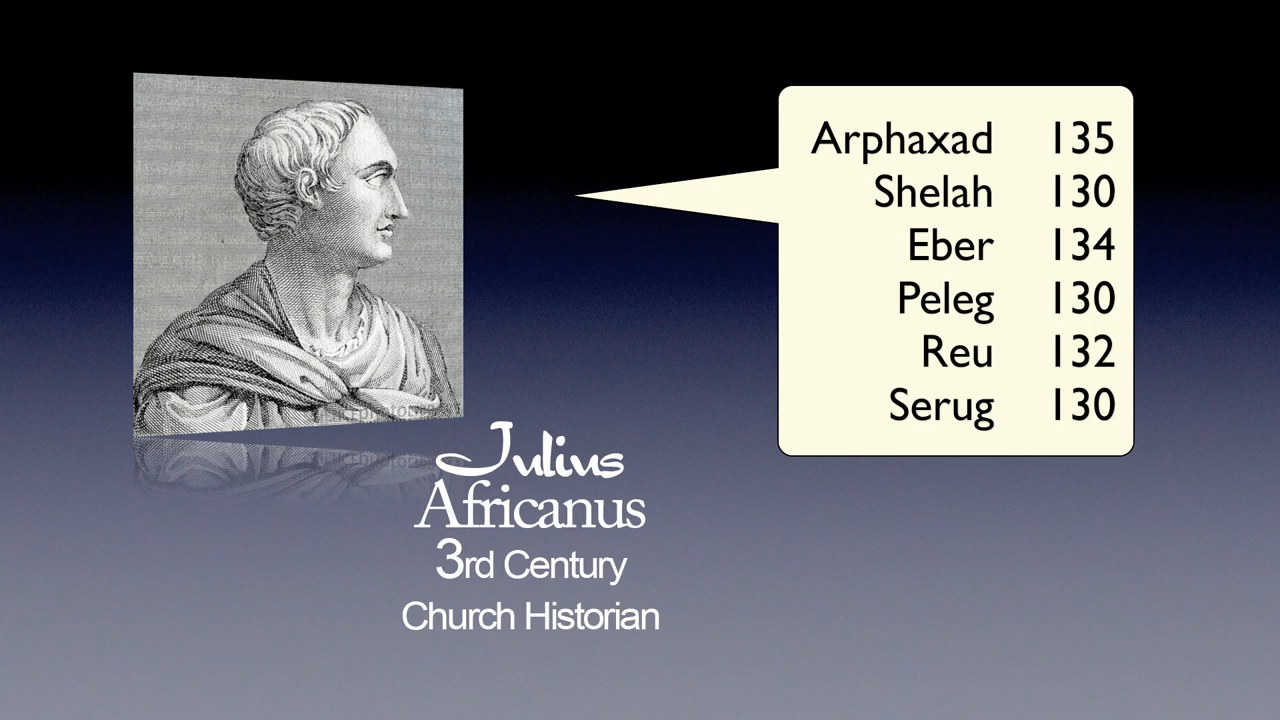 Arphaxad 135
Shelah 130
Eber 134
Peleg 130
Reu 132
Serug 130
Julius
Africanus
3rd Century
Church Historian